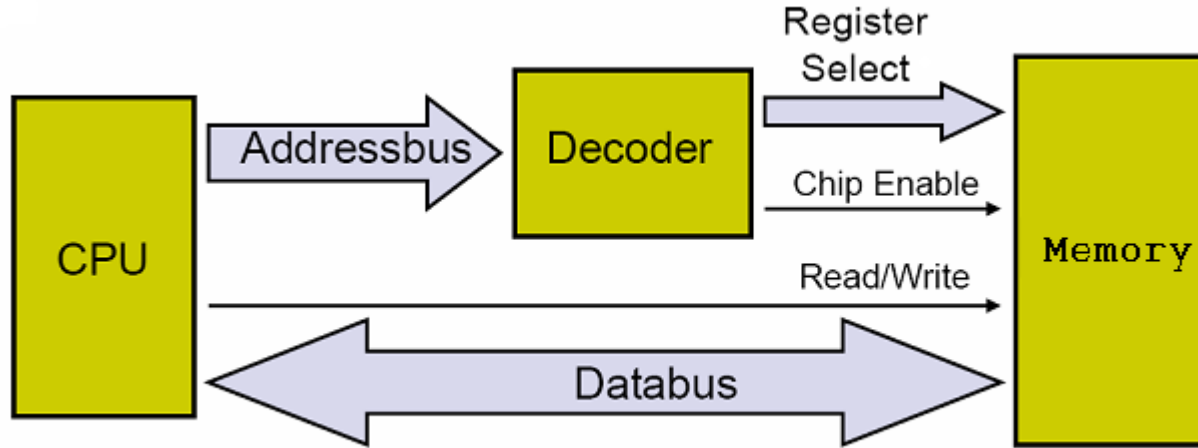 Register
Select
Addressbus
Decoder
Chip Enable
CPU
Memory
Read/Write
Databus